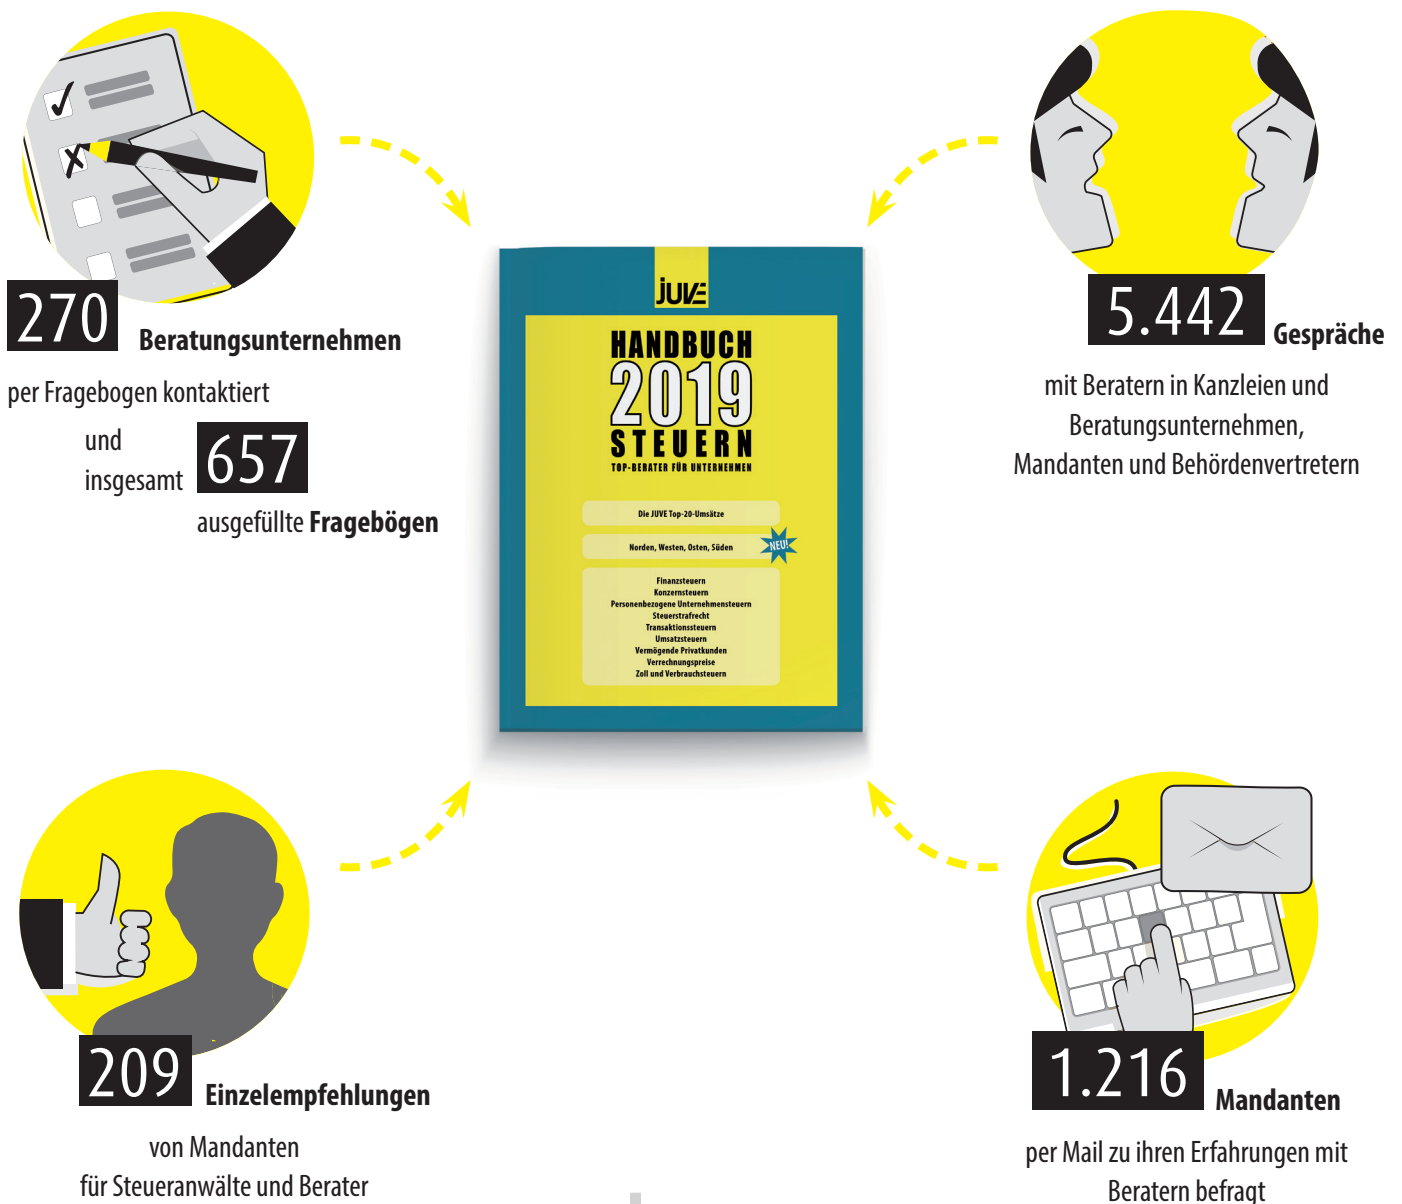 270 Beratungsunternehmen
per Fragebogen kontaktiert
und
insgesamt 657
ausgefüllte Fragebögen
5.442 Gespräche
mit Beratern in Kanzleien und
Beratungsunternehmen,
Mandanten und Behördenvertretern
JUVE
HANDBUCH
2019
STEUERN
TOP-BERATER FÜR UNTERNEHMEN
Die JUVE Top-20-Umsätze
Norden, Westen, Osten, Süden
NEU!
Finanzsteuern
Konzernsteuern
Personenbezogene Unternehmensteuern
Steuerstrafrecht
Transaktionssteuern
Umsatzsteuern
Vermögende Privatkunden
Verrechnungspreise
Zoll und Verbrauchsteuern
209 Einzelempfehlungen
von Mandanten
für Steueranwälte und Berater
1.216 Mandanten
per Mail zu ihren Erfahrungen mit
Beratern befragt